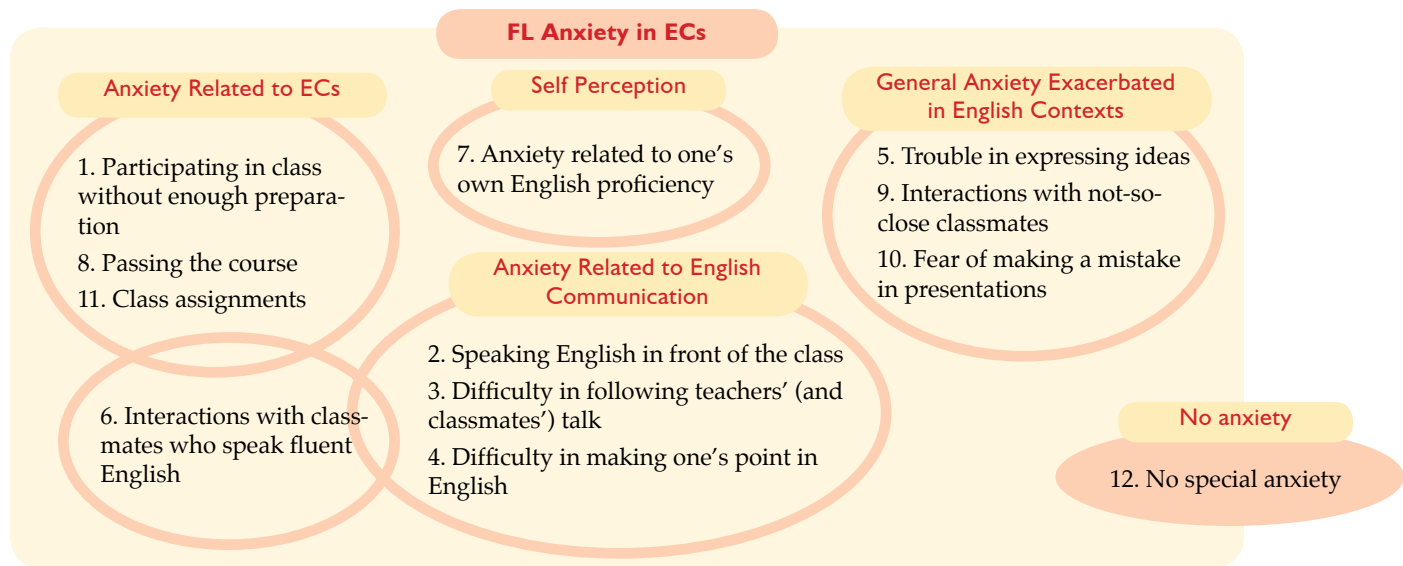 FL Anxiety in ECs
Anxiety Related to ECs
1. Participating in class
without enough prepara-
tion
8. Passing the course
11. Class assignments
6. Interactions with class-
mates who speak fluent
English
Self Perception
7. Anxiety related to one’s
own English proficiency
Anxiety Related to English
Communication
2. Speaking English in front of the class
3. Difficulty in following teachers’ (and
classmates’) talk
4. Difficulty in making one’s point in
English
General Anxiety Exacerbated
in English Contexts
5. Trouble in expressing ideas
9. Interactions with not-so-
close classmates
10. Fear of making a mistake
in presentations
No anxiety
12. No special anxiety